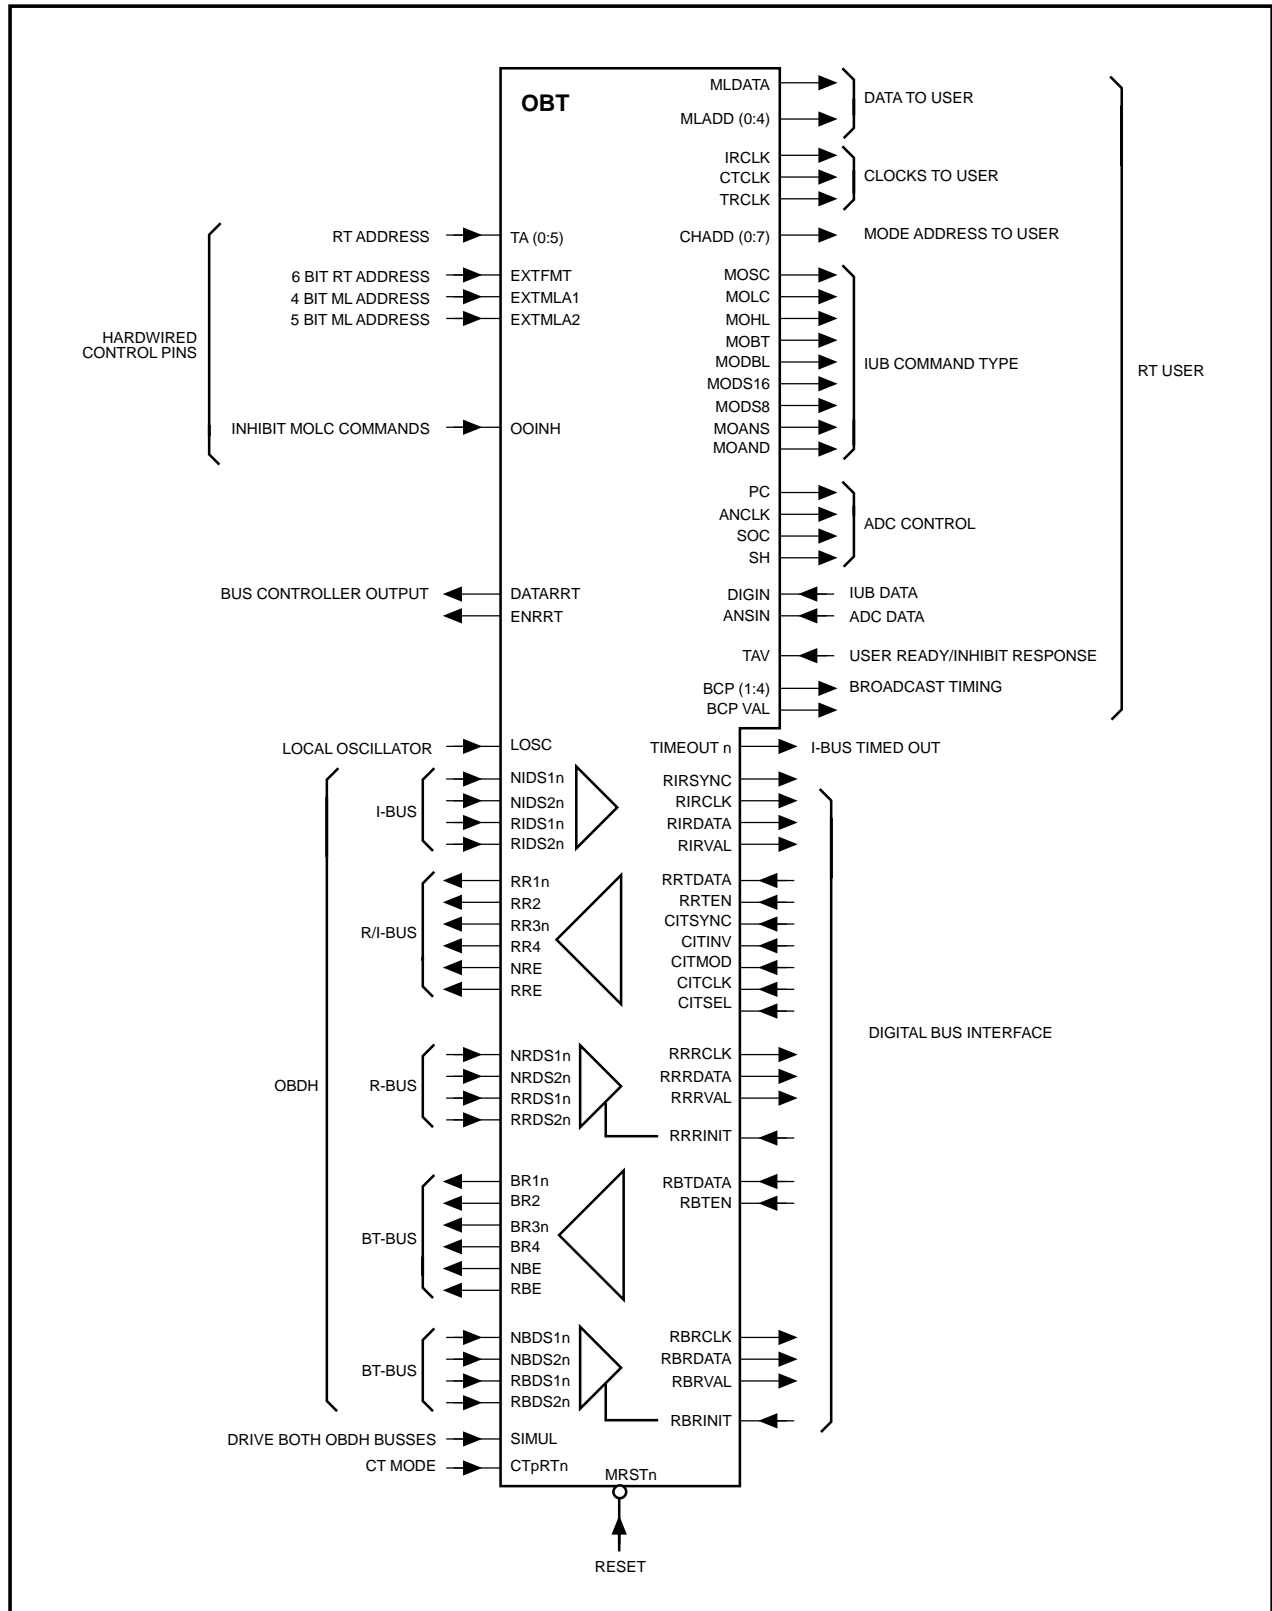 OBT
MLDATA
DATA TO USER
MLADD (0:4)
IRCLK
CTCLK
CLOCKS TO USER
TRCLK
RT ADDRESS
TA (0:5)
CHADD (0:7)
MODE ADDRESS TO USER
6 BIT RT ADDRESS
EXTFMT
MOSC
4 BIT ML ADDRESS
EXTMLA1
MOLC
5 BIT ML ADDRESS
EXTMLA2
MOHL
HARDWIRED
CONTROL PINS
MOBT
MODBL
IUB COMMAND TYPE
RT USER
MODS16
MODS8
INHIBIT MOLC COMMANDS
OOINH
MOANS
MOAND
PC
ANCLK
ADC CONTROL
SOC
SH
BUS CONTROLLER OUTPUT
DATARRT
DIGIN
IUB DATA
ENRRT
ANSIN
ADC DATA
TAV
USER READY/INHIBIT RESPONSE
BCP (1:4)
BROADCAST TIMING
BCP VAL
LOCAL OSCILLATOR
LOSC
TIMEOUT n
I-BUS TIMED OUT
NIDS1n
RIRSYNC
NIDS2n
RIRCLK
I-BUS
RIDS1n
RIRDATA
RIDS2n
RIRVAL
RR1n
RRTDATA
RR2
RRTEN
RR3n
CITSYNC
R/I-BUS
RR4
CITINV
NRE
CITMOD
RRE
CITCLK
CITSEL
DIGITAL BUS INTERFACE
NRDS1n
RRRCLK
OBDH
R-BUS
NRDS2n
RRRDATA
RRDS1n
RRRVAL
RRDS2n
RRRINIT
BR1n
RBTDATA
BR2
RBTEN
BR3n
BT-BUS
BR4
NBE
RBE
NBDS1n
RBRCLK
NBDS2n
RBRDATA
BT-BUS
RBDS1n
RBRVAL
RBDS2n
RBRINIT
DRIVE BOTH OBDH BUSSES
SIMUL
CT MODE
CTpRTn
MRSTn
RESET